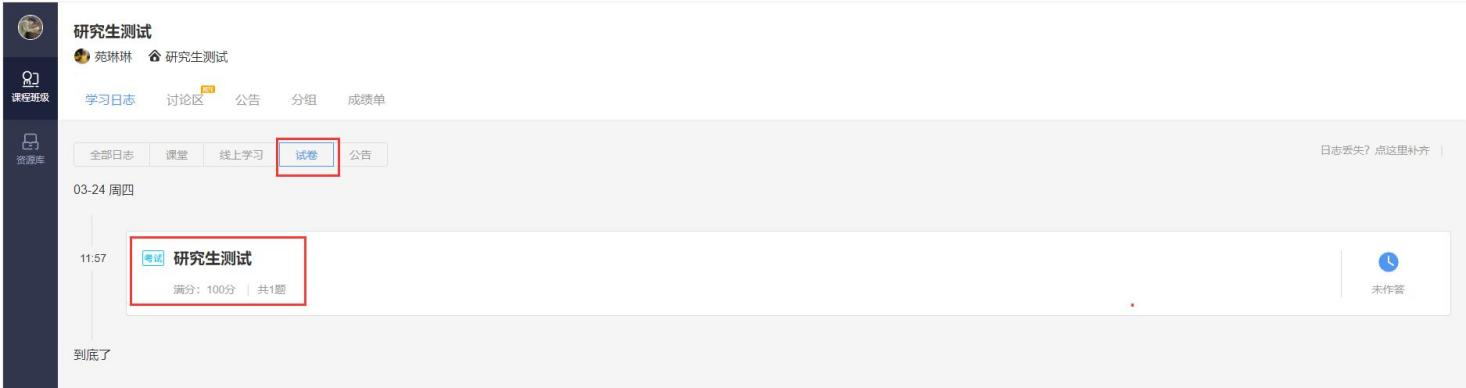 研究生测试
苑琳琳 研究生测试
课程班级
学习日志 讨论区 公告 分组 成绩单
资源库
全部日志 课堂 线上学习 试卷 公告
日志丢失？点这里补齐
03-24 周四
11:57
考试 研究生测试
满分：100分 | 共1题
未作答
到底了